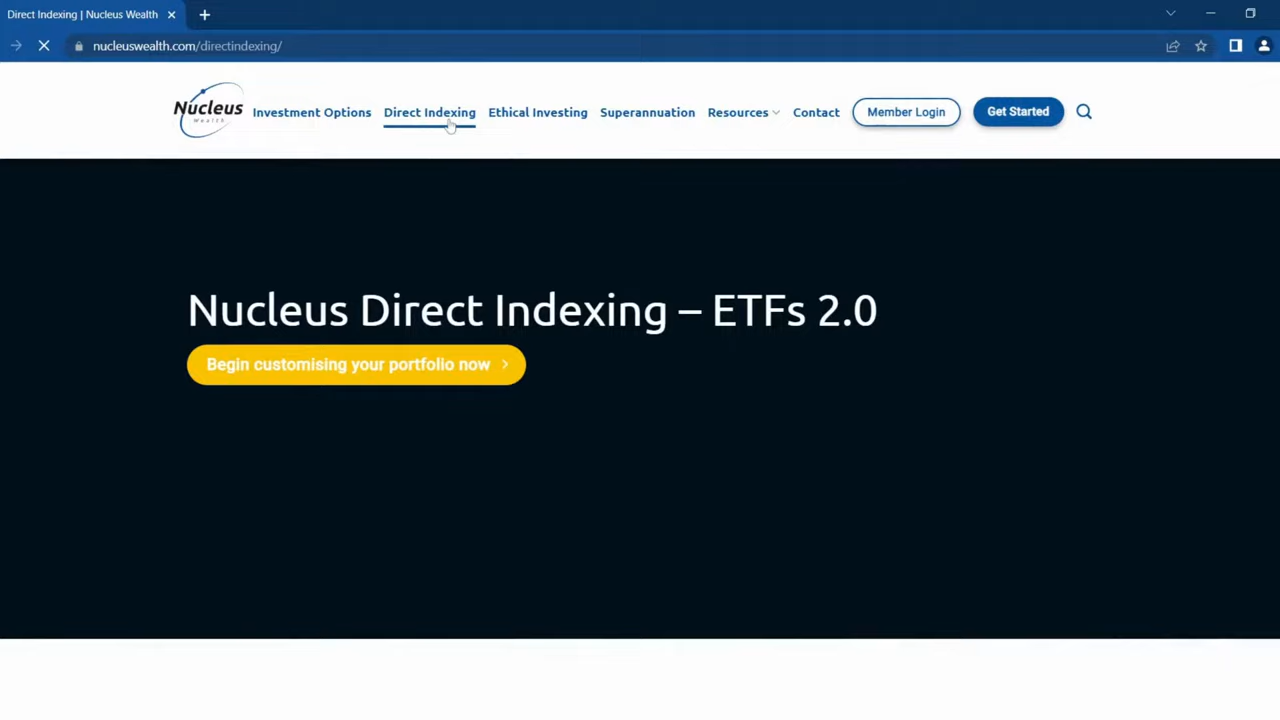 Direct Indexing | Nucleus Wealth
nucleuswealth.com/directindexing/
Nucleus
Wealth
Investment Options
Direct Indexing
Ethical Investing
Superannuation
Resources
Contact
Member Login
Get Started
Nucleus Direct Indexing – ETFs 2.0
Begin customising your portfolio now